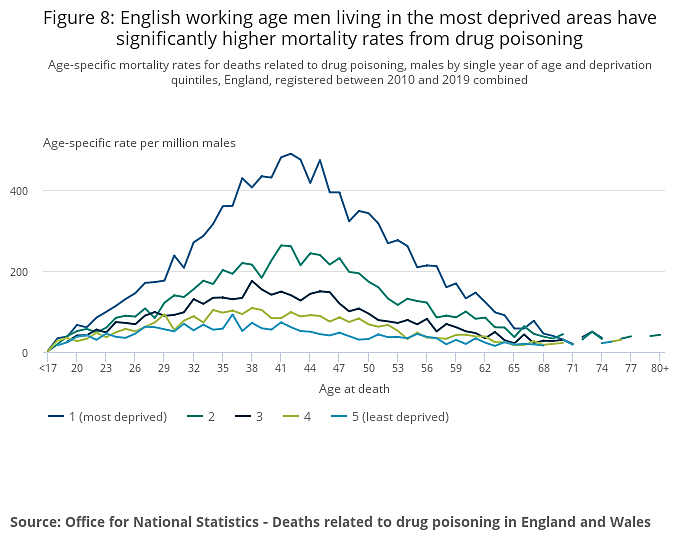 Figure 8: English working age men living in the most deprived areas have
significantly higher mortality rates from drug poisoning
Age-specific mortality rates for deaths related to drug poisoning, males by single year of age and deprivation
quintiles, England, registered between 2010 and 2019 combined
Age-specific rate per million males
400
200
0
<17 20 23 26 29 32 35 38 41 44 47 50 53 56 59 62 65 68 71 74 77 80+
Age at death
1 (most deprived) 2 3 4 5 (least deprived)
Source: Office for National Statistics - Deaths related to drug poisoning in England and Wales